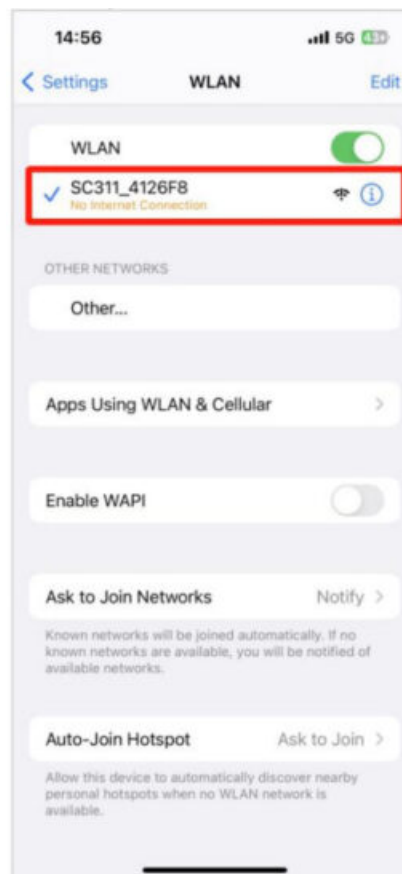 14:56
5G
Settings
WLAN
Edit
WLAN
SC311_4126F8
No Internet Connection
OTHER NETWORKS
Other...
Apps Using WLAN & Cellular
Enable WAPI
Ask to Join Networks
Notify
Known networks will be joined automatically. If no
known networks are available, you will be notified of
available networks.
Auto-Join Hotspot
Ask to Join
Allow this device to automatically discover nearby
personal hotspots when no WLAN network is
available.